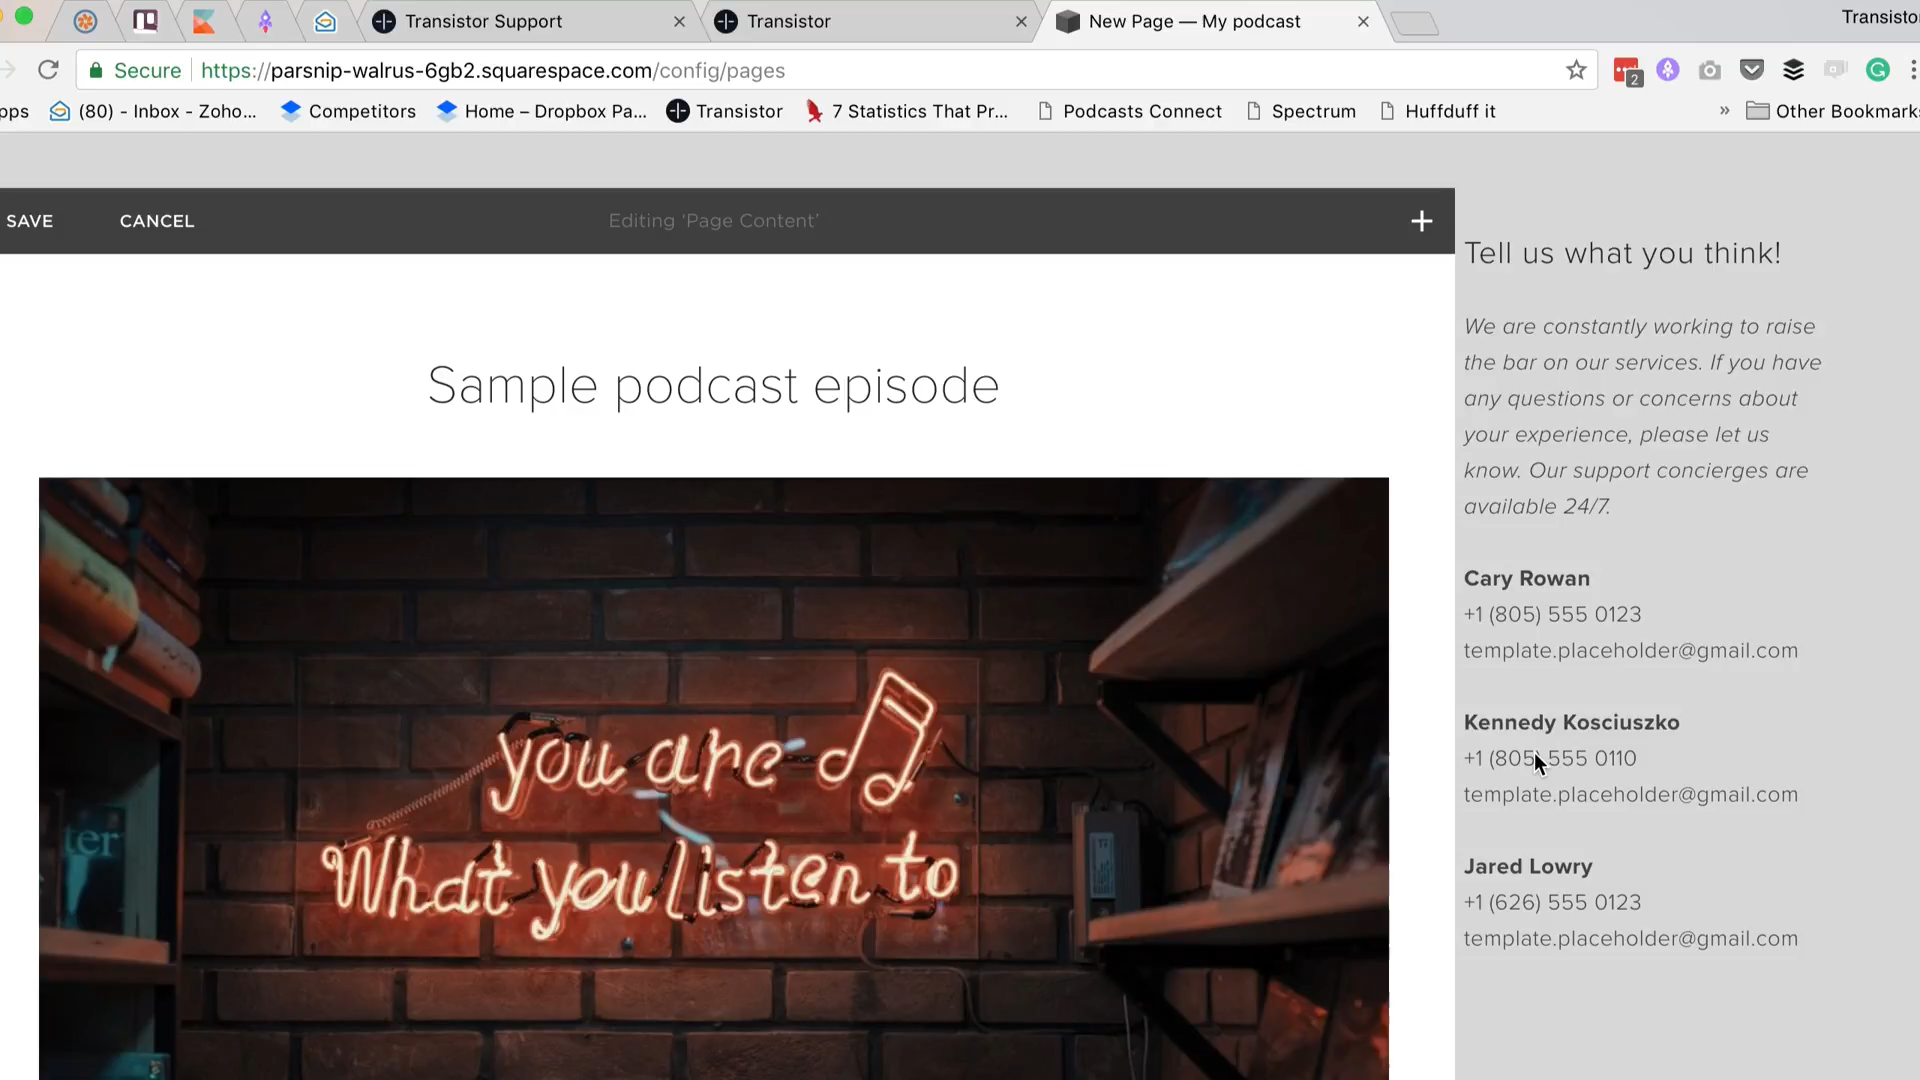 Transistor Support
Transistor
New Page — My podcast
Transisto
Secure
https://parsnip-walrus-6gb2.squarespace.com/config/pages
2
pps
(80) - Inbox - Zoho...
Competitors
Home – Dropbox Pa...
Transistor
7 Statistics That Pr...
Podcasts Connect
Spectrum
Huffduff it
»
Other Bookmarks
SAVE
CANCEL
Editing ‘Page Content’
+
Sample podcast episode
you are
What you listen to
ter
Tell us what you think!
We are constantly working to raise
the bar on our services. If you have
any questions or concerns about
your experience, please let us
know. Our support concierges are
available 24/7.
Cary Rowan
+1 (805) 555 0123
template.placeholder@gmail.com
Kennedy Kosciuszko
+1 (805) 555 0110
template.placeholder@gmail.com
Jared Lowry
+1 (626) 555 0123
template.placeholder@gmail.com